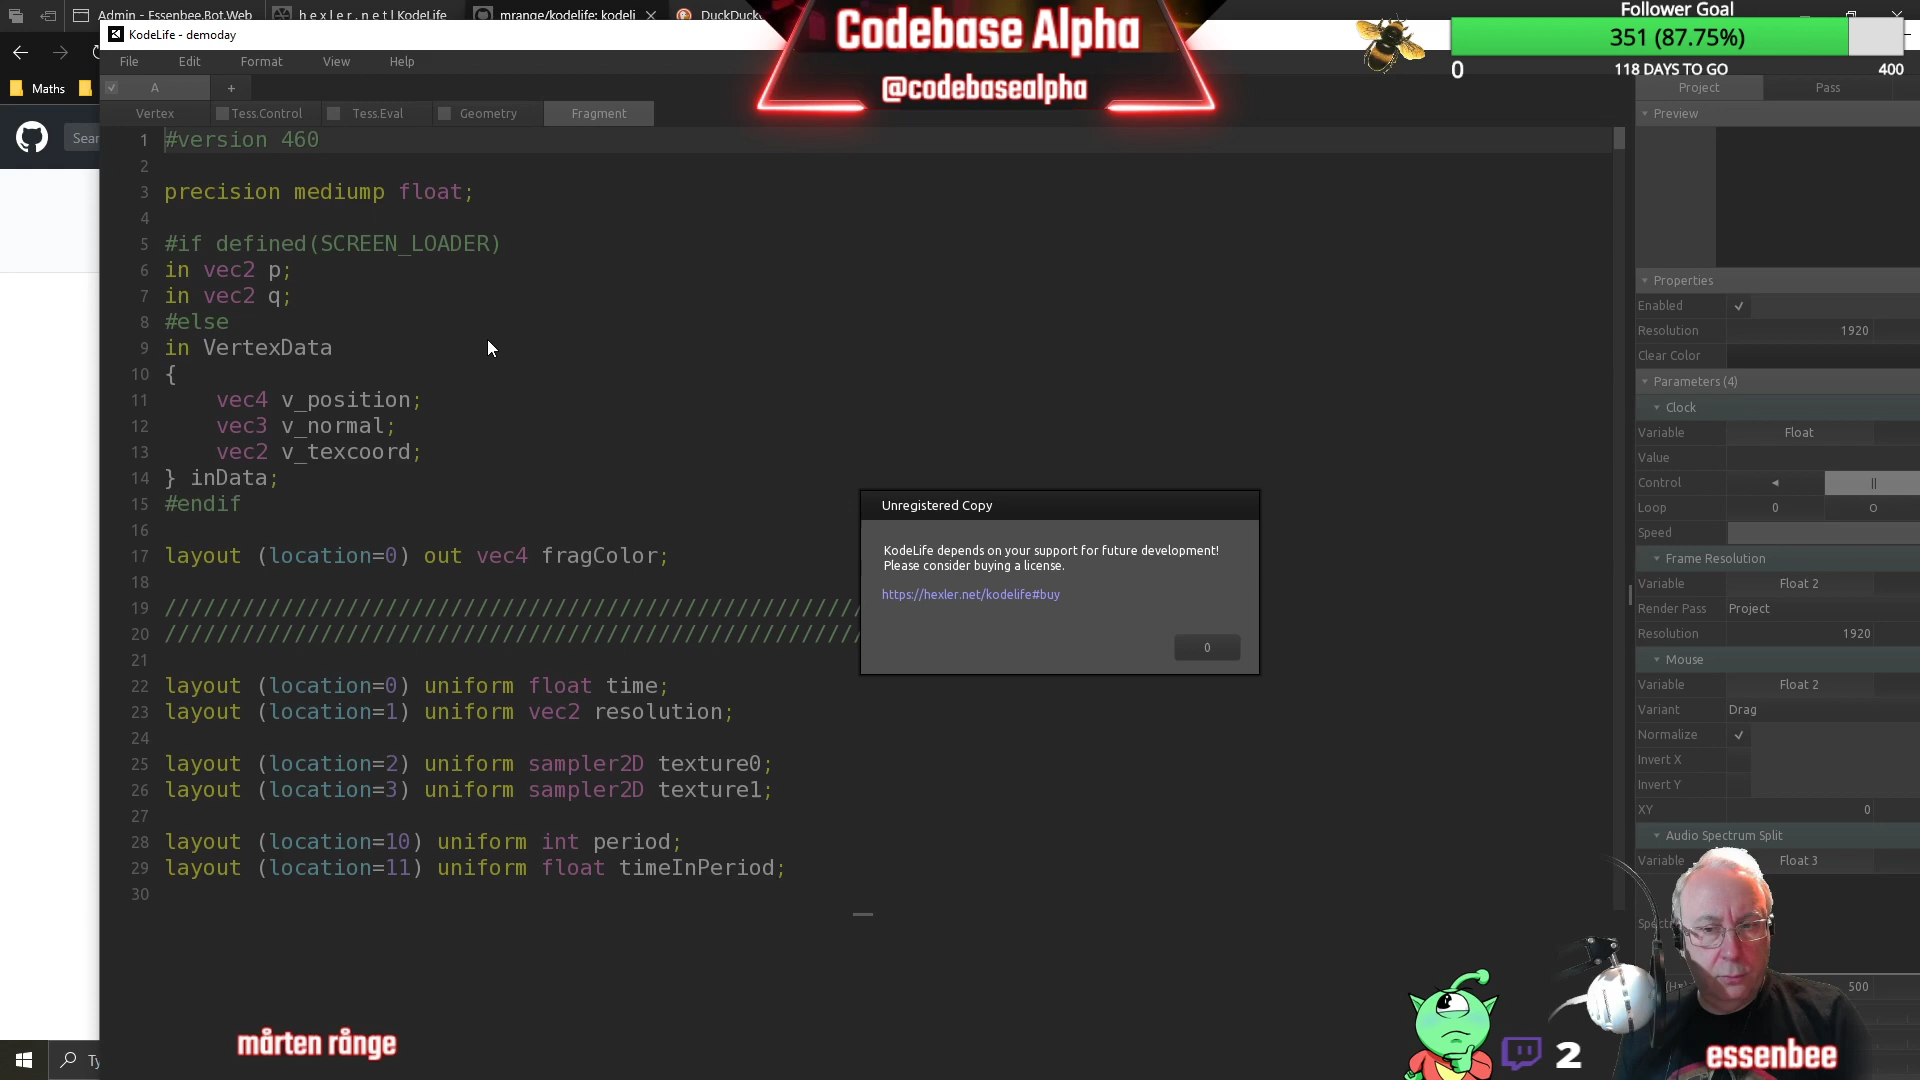 Admin - Essenbee.Bot.Web
h e x l e r . n e t | KodeLife
mrange/kodelife: kodeli
DuckDuck
Codebase Alpha
@codebasealpha
Follower Goal
351 (87.75%)
0
118 DAYS TO GO
400
Maths
Sear
KodeLife - demoday
File
Edit
Format
View
Help
A
+
Vertex
Tess.Control
Tess.Eval
Geometry
Fragment
1 #version 460
2
3 precision mediump float;
4
5 #if defined(SCREEN_LOADER)
6 in vec2 p;
7 in vec2 q;
8 #else
9 in VertexData
10 {
11 vec4 v_position;
12 vec3 v_normal;
13 vec2 v_texcoord;
14 } inData;
15 #endif
16
17 layout (location=0) out vec4 fragColor;
18
19 //////////////////////////////////////////////////////
20 //////////////////////////////////////////////////////
21
22 layout (location=0) uniform float time;
23 layout (location=1) uniform vec2 resolution;
24
25 layout (location=2) uniform sampler2D texture0;
26 layout (location=3) uniform sampler2D texture1;
27
28 layout (location=10) uniform int period;
29 layout (location=11) uniform float timeInPeriod;
30
Unregistered Copy
KodeLife depends on your support for future development!
Please consider buying a license.
https://hexler.net/kodelife#buy
0
Project
Pass
Preview
Properties
Enabled
Resolution 1920
Clear Color
Parameters (4)
Clock
Variable Float
Value
Control
Loop 0 O
Speed
Frame Resolution
Variable Float 2
Render Pass Project
Resolution 1920
Mouse
Variable Float 2
Variant Drag
Normalize
Invert X
Invert Y
XY 0
Audio Spectrum Split
Variable Float 3
500
mårten rånge
2
essenbee